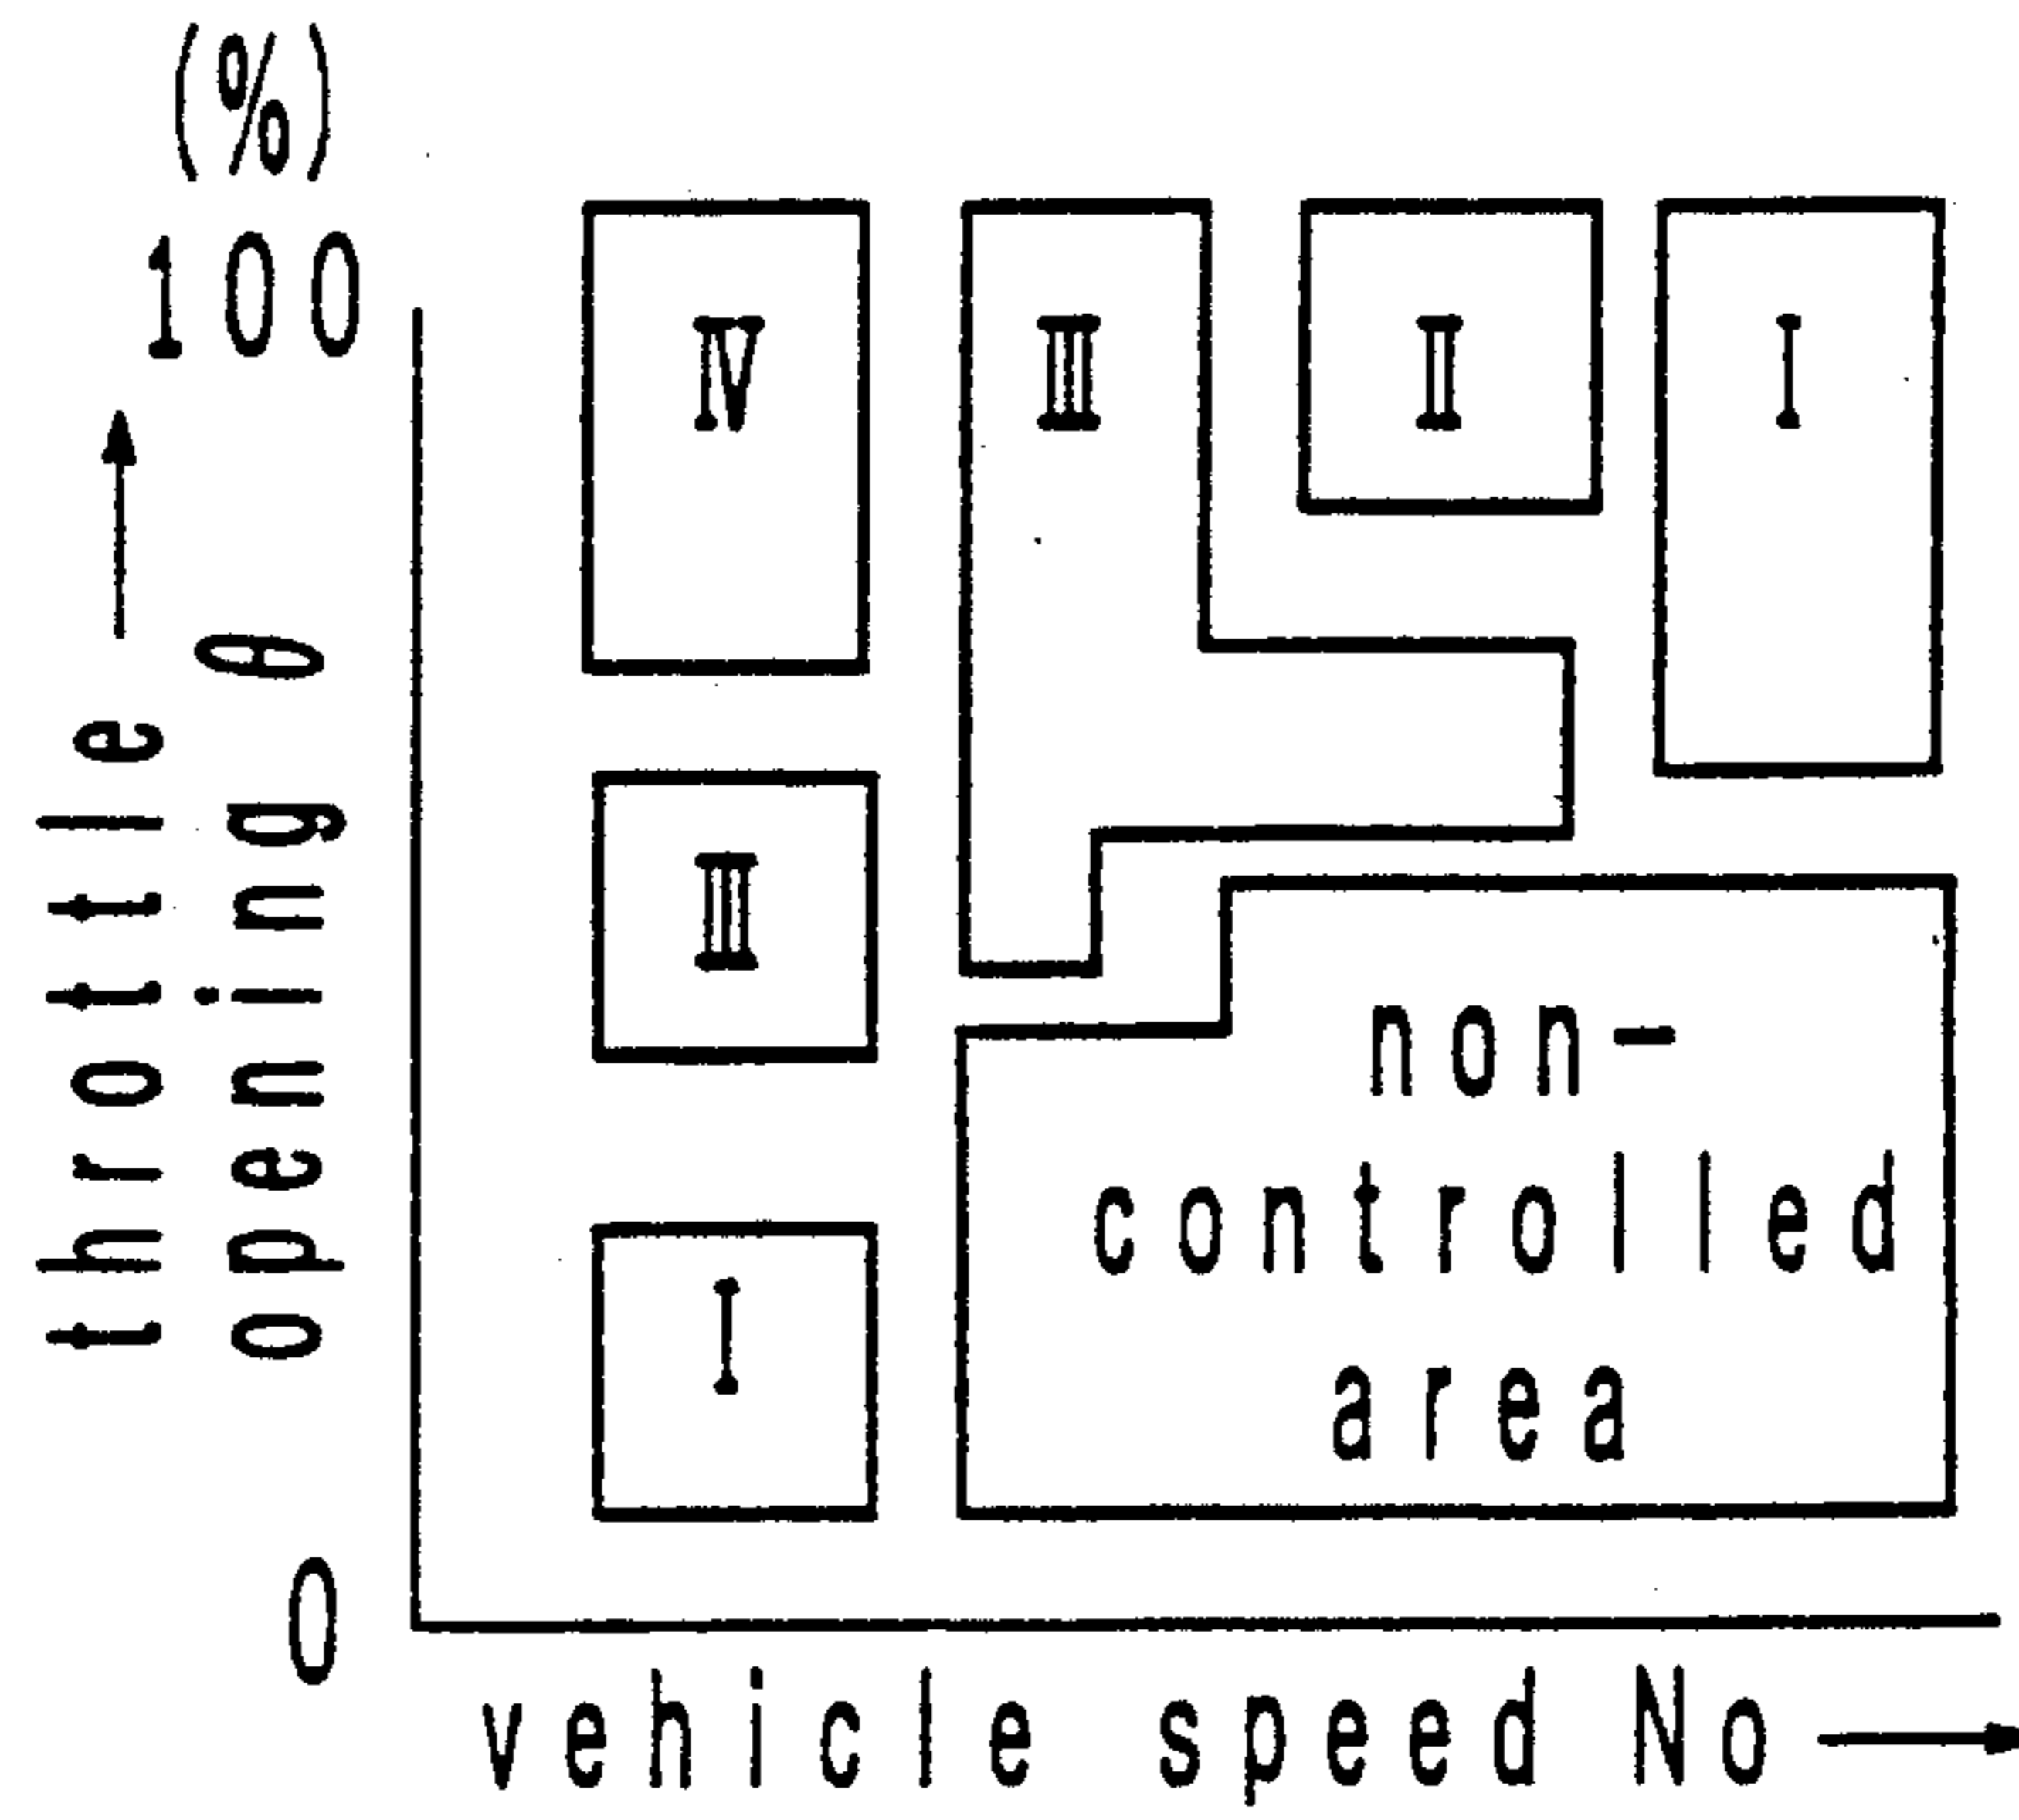 (%)
100
throttle
opening θ
0
IV
III
II
I
III
I
non-
controlled
area
vehicle speed No